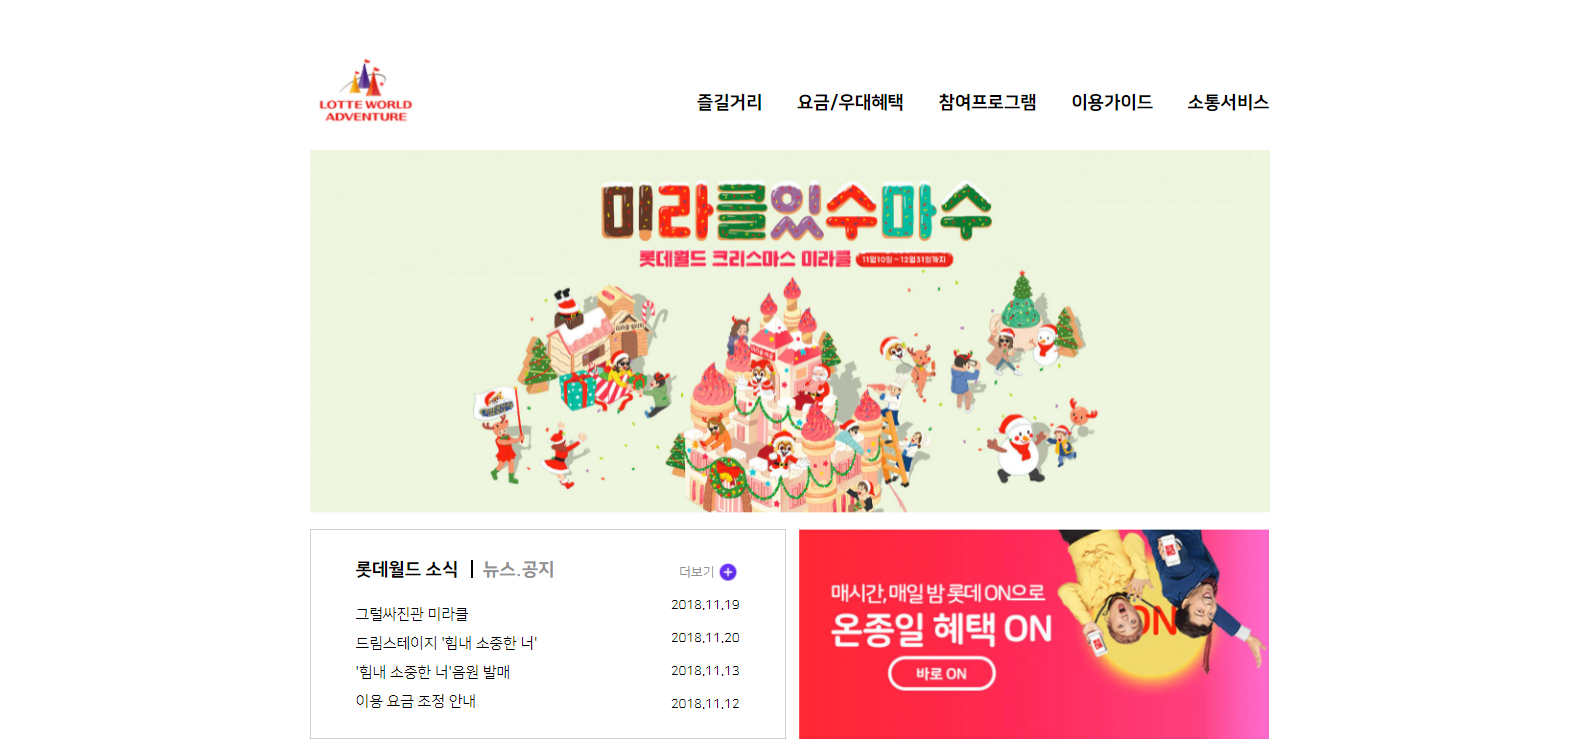 LOTTE WORLD
ADVENTURE
즐길거리 요금/우대혜택 참여프로그램 이용가이드 소통서비스
미라클있수마수
롯데월드 크리스마스 미라클 11월10일~12월31일까지
롯데월드 소식 | 뉴스.공지 더보기
그럴싸진관 미라클 2018.11.19
드림스테이지 '힘내 소중한 너' 2018.11.20
'힘내 소중한 너'음원 발매 2018.11.13
이용 요금 조정 안내 2018.11.12
매시간, 매일 밤 롯데 ON으로
온종일 혜택 ON
바로 ON
ON